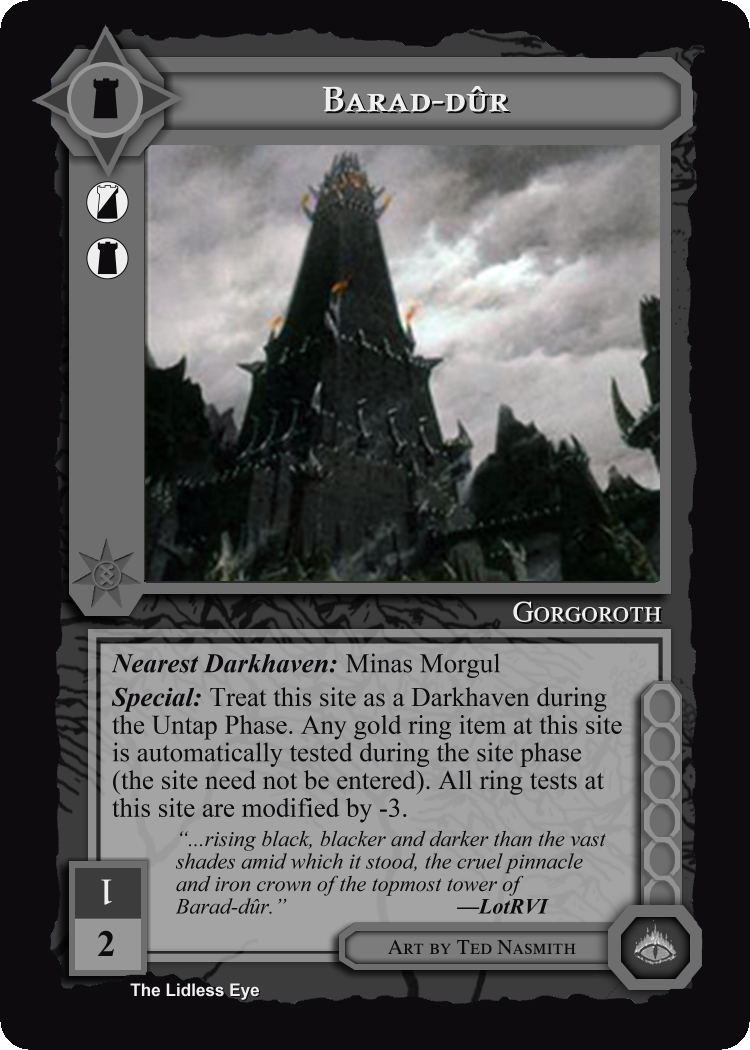 Barad-dûr
Gorgoroth
Nearest Darkhaven: Minas Morgul
Special: Treat this site as a Darkhaven during
the Untap Phase. Any gold ring item at this site
is automatically tested during the site phase
(the site need not be entered). All ring tests at
this site are modified by -3.
“...rising black, blacker and darker than the vast
shades amid which it stood, the cruel pinnacle
and iron crown of the topmost tower of
Barad-dûr.” —LotRVI
1
2
Art by Ted Nasmith
The Lidless Eye